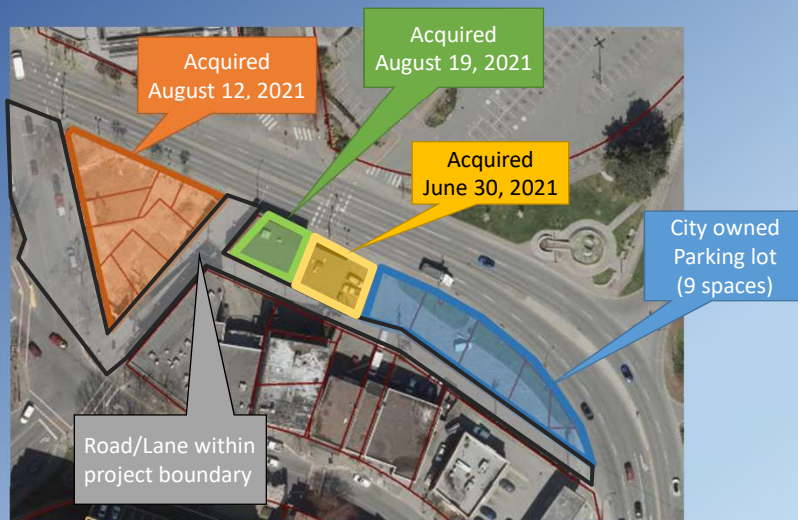 Acquired
August 12, 2021
Acquired
August 19, 2021
Acquired
June 30, 2021
City owned
Parking lot
(9 spaces)
Road/Lane within
project boundary